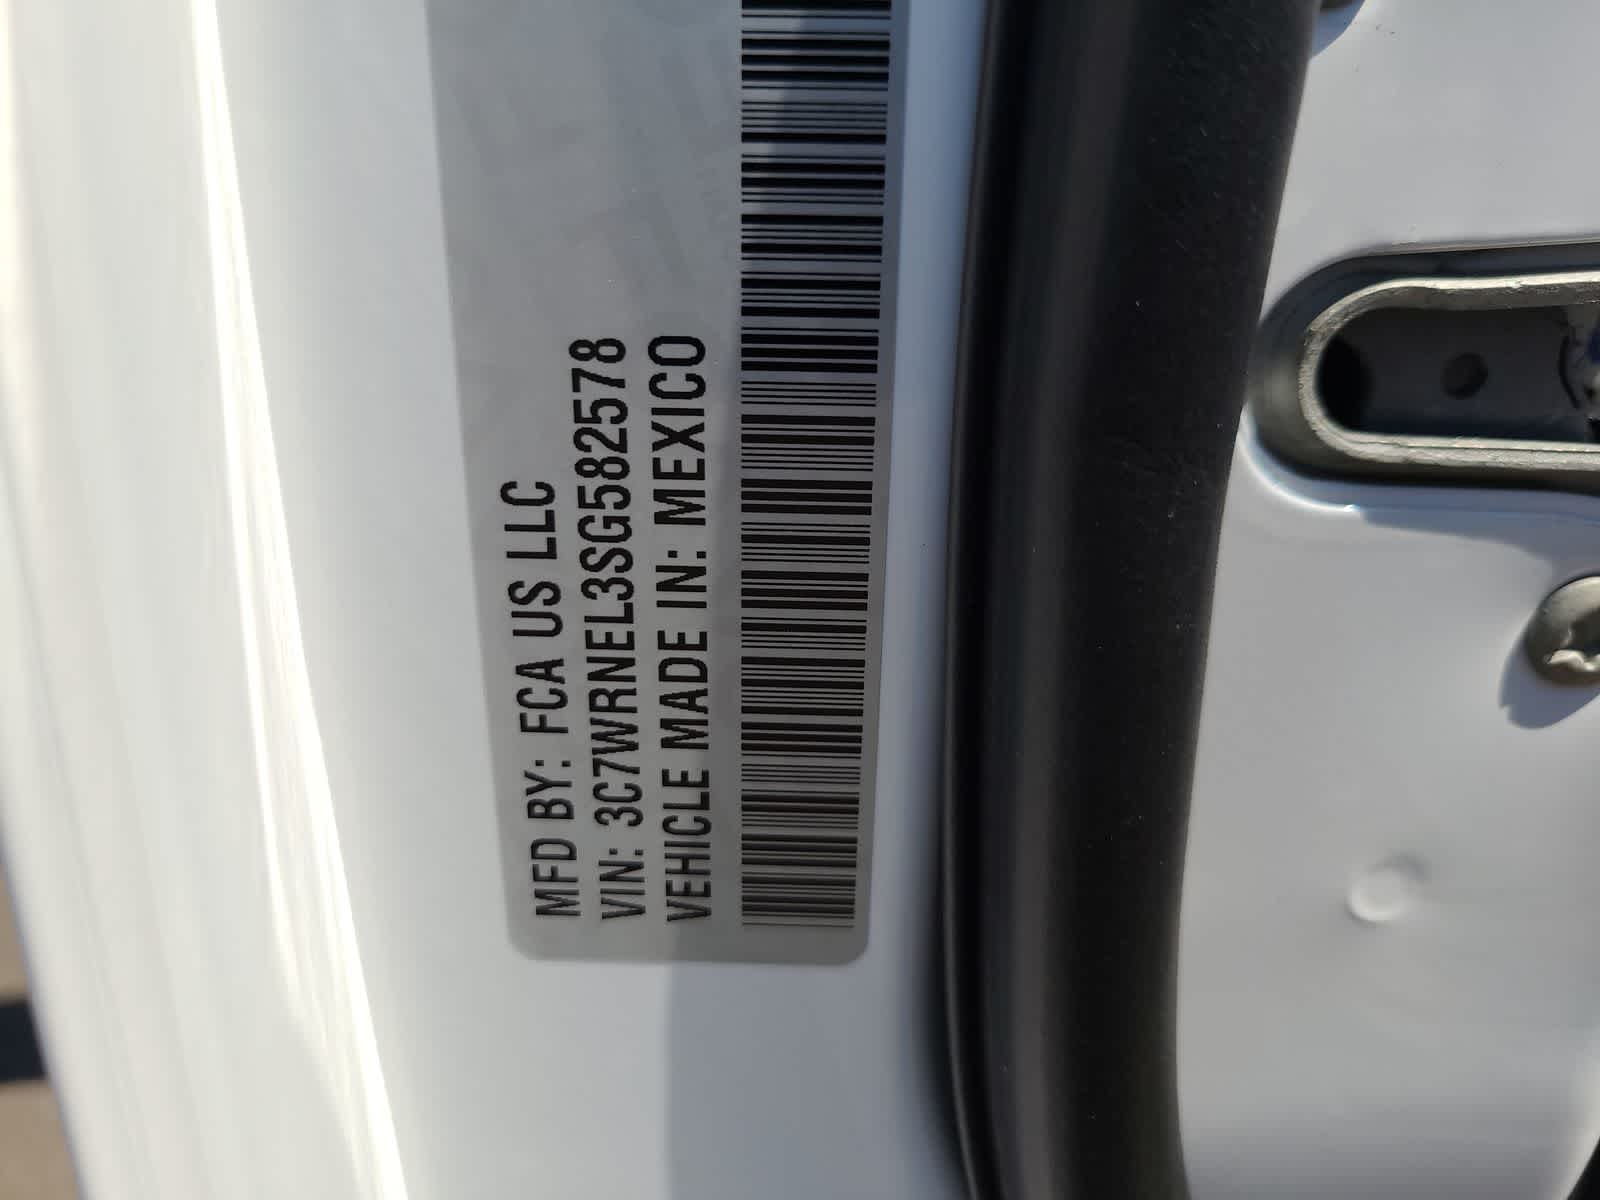 MFD BY: FCA US LLC
VIN: 3C7WRNEL3SG582578
VEHICLE MADE IN: MEXICO